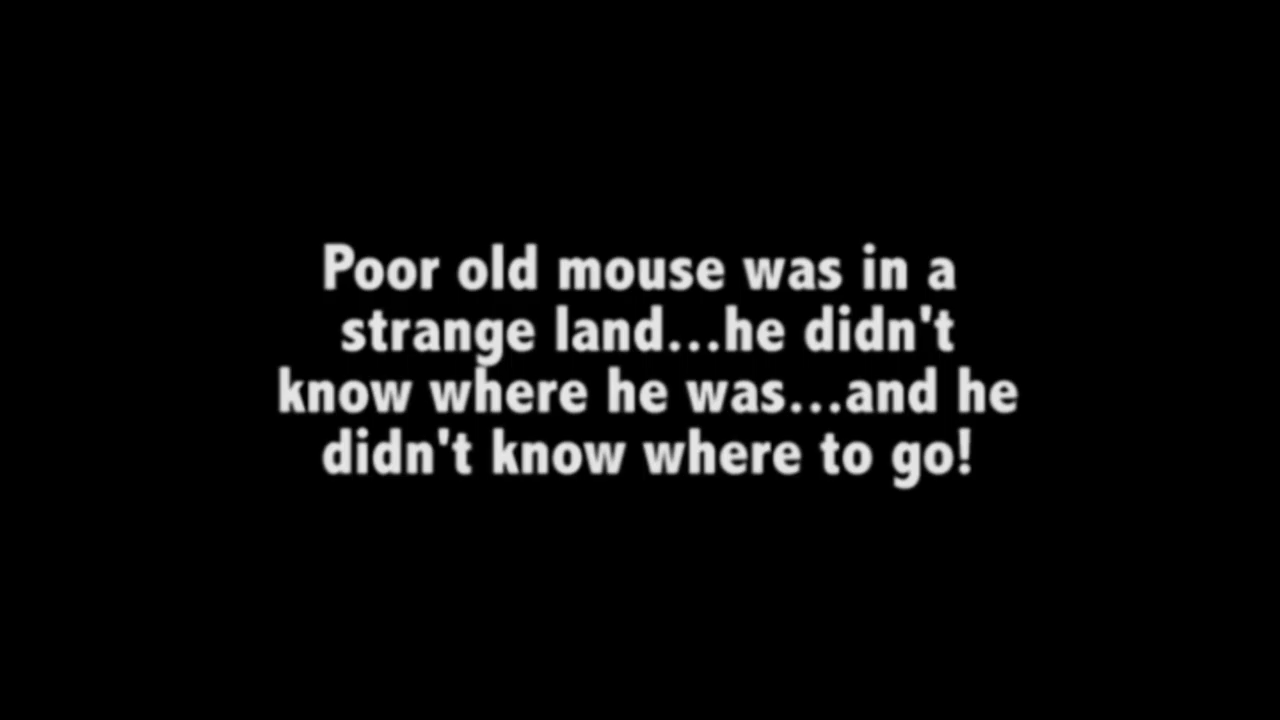 Poor old mouse was in a
strange land...he didn't
know where he was...and he
didn't know where to go!